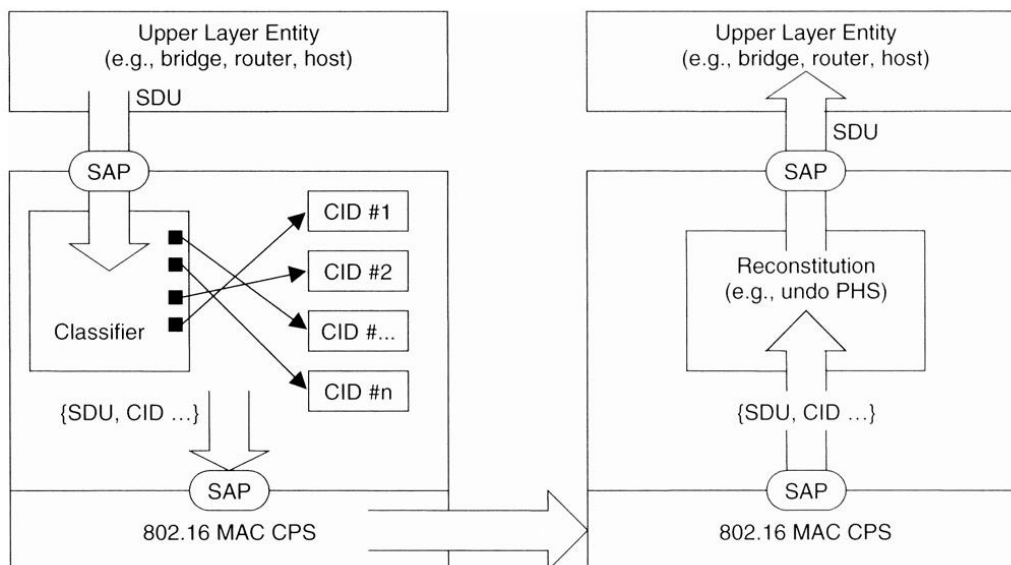 Upper Layer Entity
(e.g., bridge, router, host)
SDU
SAP
CID #1
CID #2
CID #...
CID #n
Classifier
{SDU, CID ...}
SAP
802.16 MAC CPS
Upper Layer Entity
(e.g., bridge, router, host)
SDU
SAP
Reconstitution
(e.g., undo PHS)
{SDU, CID ...}
SAP
802.16 MAC CPS